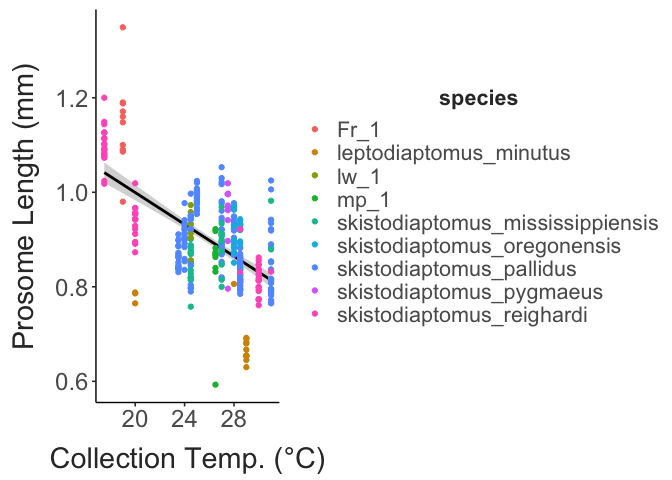 Prosome Length (mm)
1.2
1.0
0.8
0.6
20 24 28
Collection Temp. (°C)
species
Fr_1
leptodiaptomus_minutus
lw_1
mp_1
skistodiaptomus_mississippiensis
skistodiaptomus_oregonensis
skistodiaptomus_pallidus
skistodiaptomus_pygmaeus
skistodiaptomus_reighardi